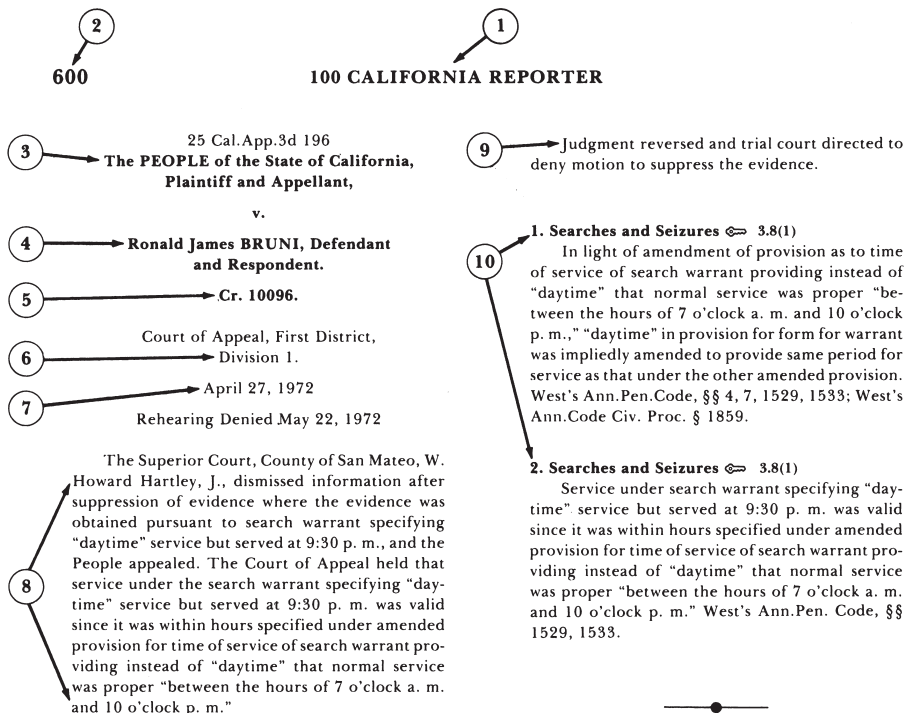 2
1
600
100 CALIFORNIA REPORTER
3
25 Cal.App.3d 196
The PEOPLE of the State of California,
Plaintiff and Appellant,
v.
4
Ronald James BRUNI, Defendant
and Respondent.
5
Cr. 10096.
6
Court of Appeal, First District,
Division 1.
7
April 27, 1972
Rehearing Denied May 22, 1972
8
The Superior Court, County of San Mateo, W.
Howard Hartley, J., dismissed information after
suppression of evidence where the evidence was
obtained pursuant to search warrant specifying
“daytime” service but served at 9:30 p. m., and the
People appealed. The Court of Appeal held that
service under the search warrant specifying “day-
time” service but served at 9:30 p. m. was valid
since it was within hours specified under amended
provision for time of service of search warrant pro-
viding instead of “daytime” that normal service
was proper “between the hours of 7 o'clock a. m.
and 10 o'clock p. m.”
9
Judgment reversed and trial court directed to
deny motion to suppress the evidence.
10
1. Searches and Seizures 3.8(1)
In light of amendment of provision as to time
of service of search warrant providing instead of
“daytime” that normal service was proper “be-
tween the hours of 7 o'clock a. m. and 10 o'clock
p. m.,” “daytime” in provision for form for warrant
was impliedly amended to provide same period for
service as that under the other amended provision.
West's Ann.Pen.Code, §§ 4, 7, 1529, 1533; West's
Ann.Code Civ. Proc. § 1859.
2. Searches and Seizures 3.8(1)
Service under search warrant specifying “day-
time” service but served at 9:30 p. m. was valid
since it was within hours specified under amended
provision for time of service of search warrant pro-
viding instead of “daytime” that normal service
was proper “between the hours of 7 o'clock a. m.
and 10 o'clock p. m.” West's Ann.Pen. Code, §§
1529, 1533.